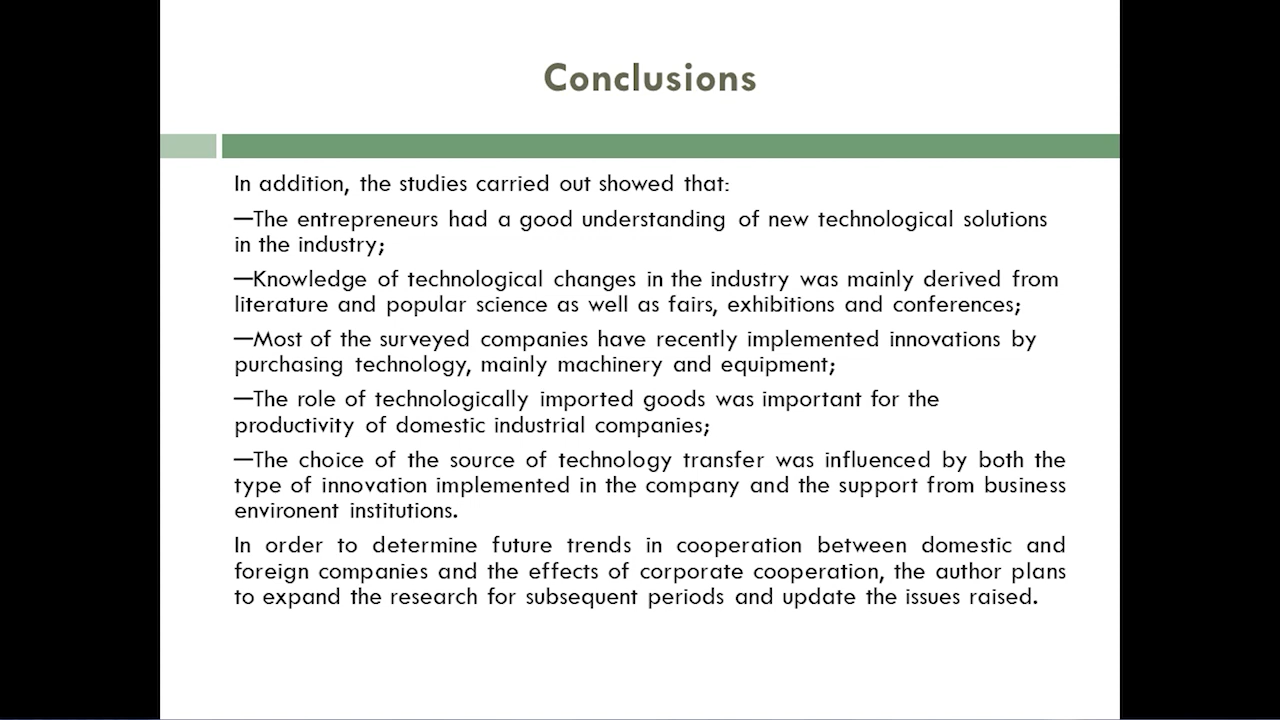 Conclusions
In addition, the studies carried out showed that:
—The entrepreneurs had a good understanding of new technological solutions
in the industry;
—Knowledge of technological changes in the industry was mainly derived from
literature and popular science as well as fairs, exhibitions and conferences;
—Most of the surveyed companies have recently implemented innovations by
purchasing technology, mainly machinery and equipment;
—The role of technologically imported goods was important for the
productivity of domestic industrial companies;
—The choice of the source of technology transfer was influenced by both the
type of innovation implemented in the company and the support from business
environent institutions.
In order to determine future trends in cooperation between domestic and
foreign companies and the effects of corporate cooperation, the author plans
to expand the research for subsequent periods and update the issues raised.